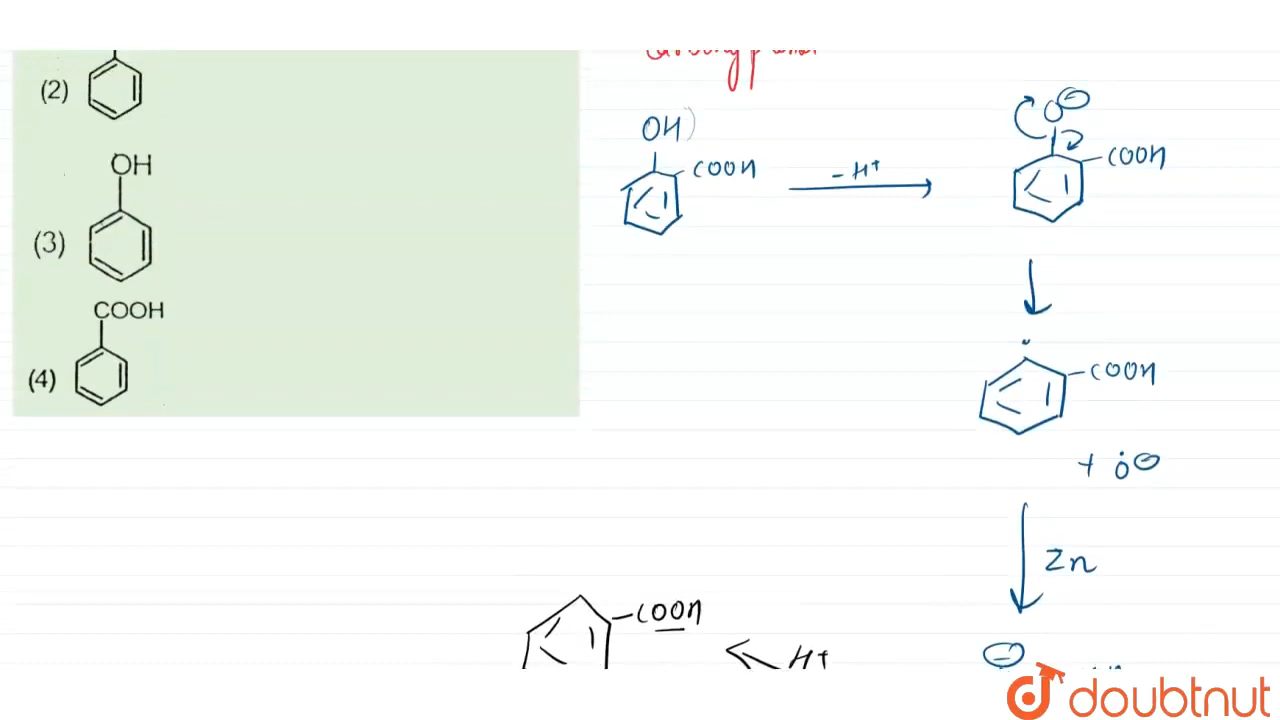 (2)
OH
(3)
COOH
(4)
OH
COOH
- H+
O⊖
COOH
COOH
+ O⊖
Zn
COOH
H+
⊖
doubtnut